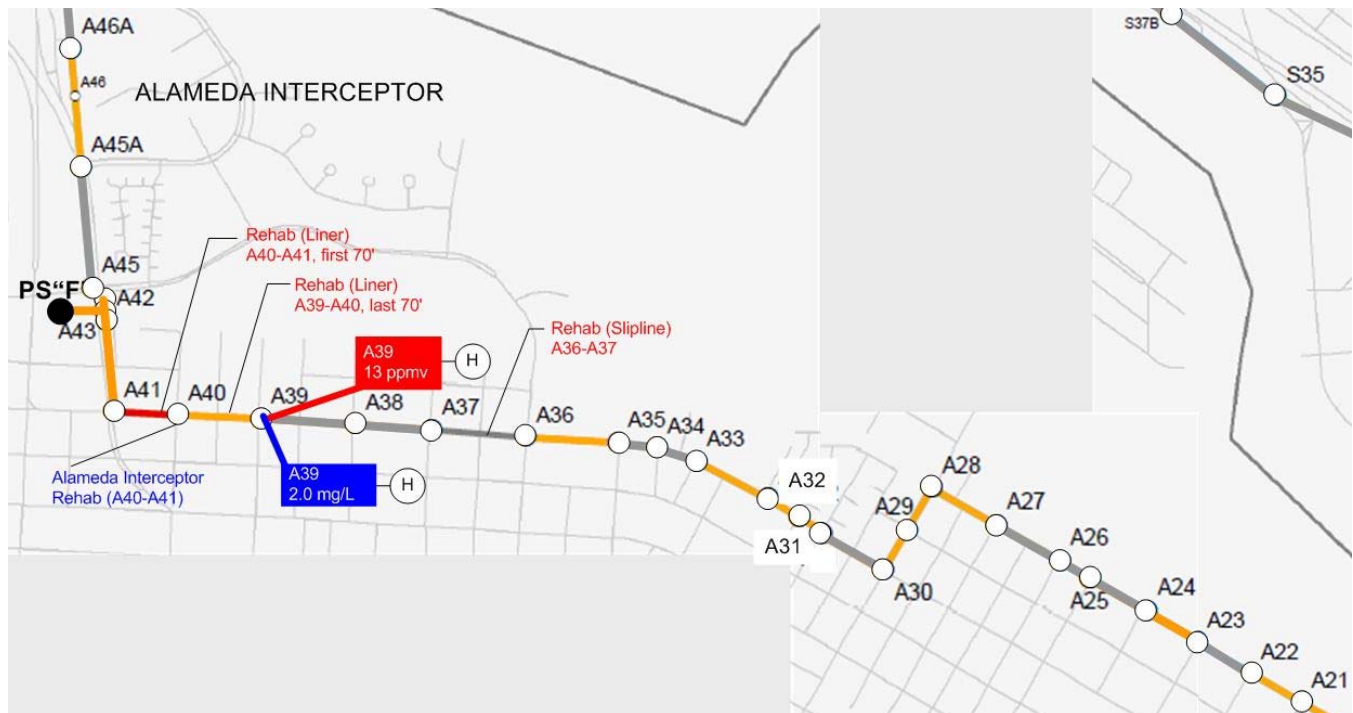 A46A
S37B
S35
A46
ALAMEDA INTERCEPTOR
A45A
Rehab (Liner)
A40-A41, first 70'
A45
Rehab (Liner)
A39-A40, last 70'
PS“F
A42
A43
Rehab (Slipline)
A36-A37
A39
13 ppmv
H
A41
A40
A39
A38
A37
A36
A35
A34
A33
Alameda Interceptor
Rehab (A40-A41)
A39
2.0 mg/L
H
A32
A31
A30
A29
A28
A27
A26
A25
A24
A23
A22
A21